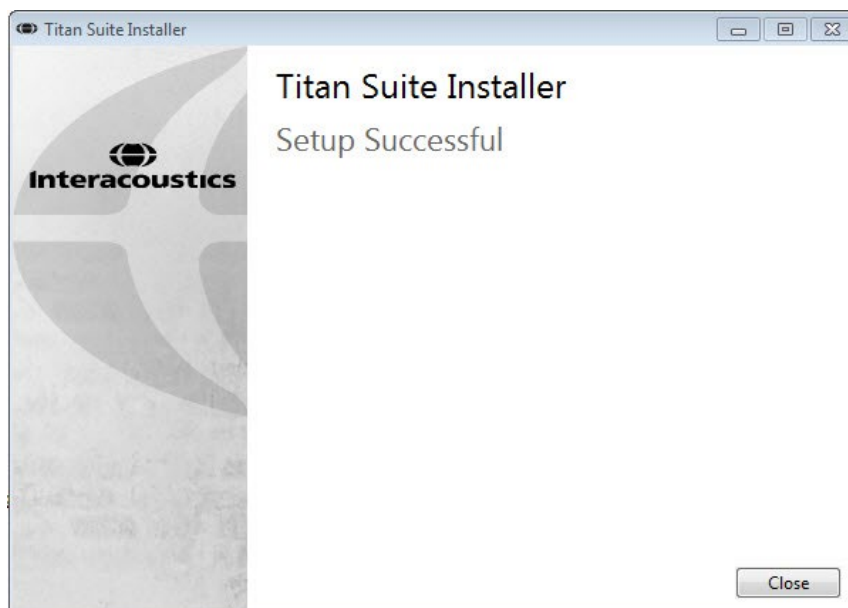 Titan Suite Installer
Titan Suite Installer
Setup Successful
Interacoustics
Close